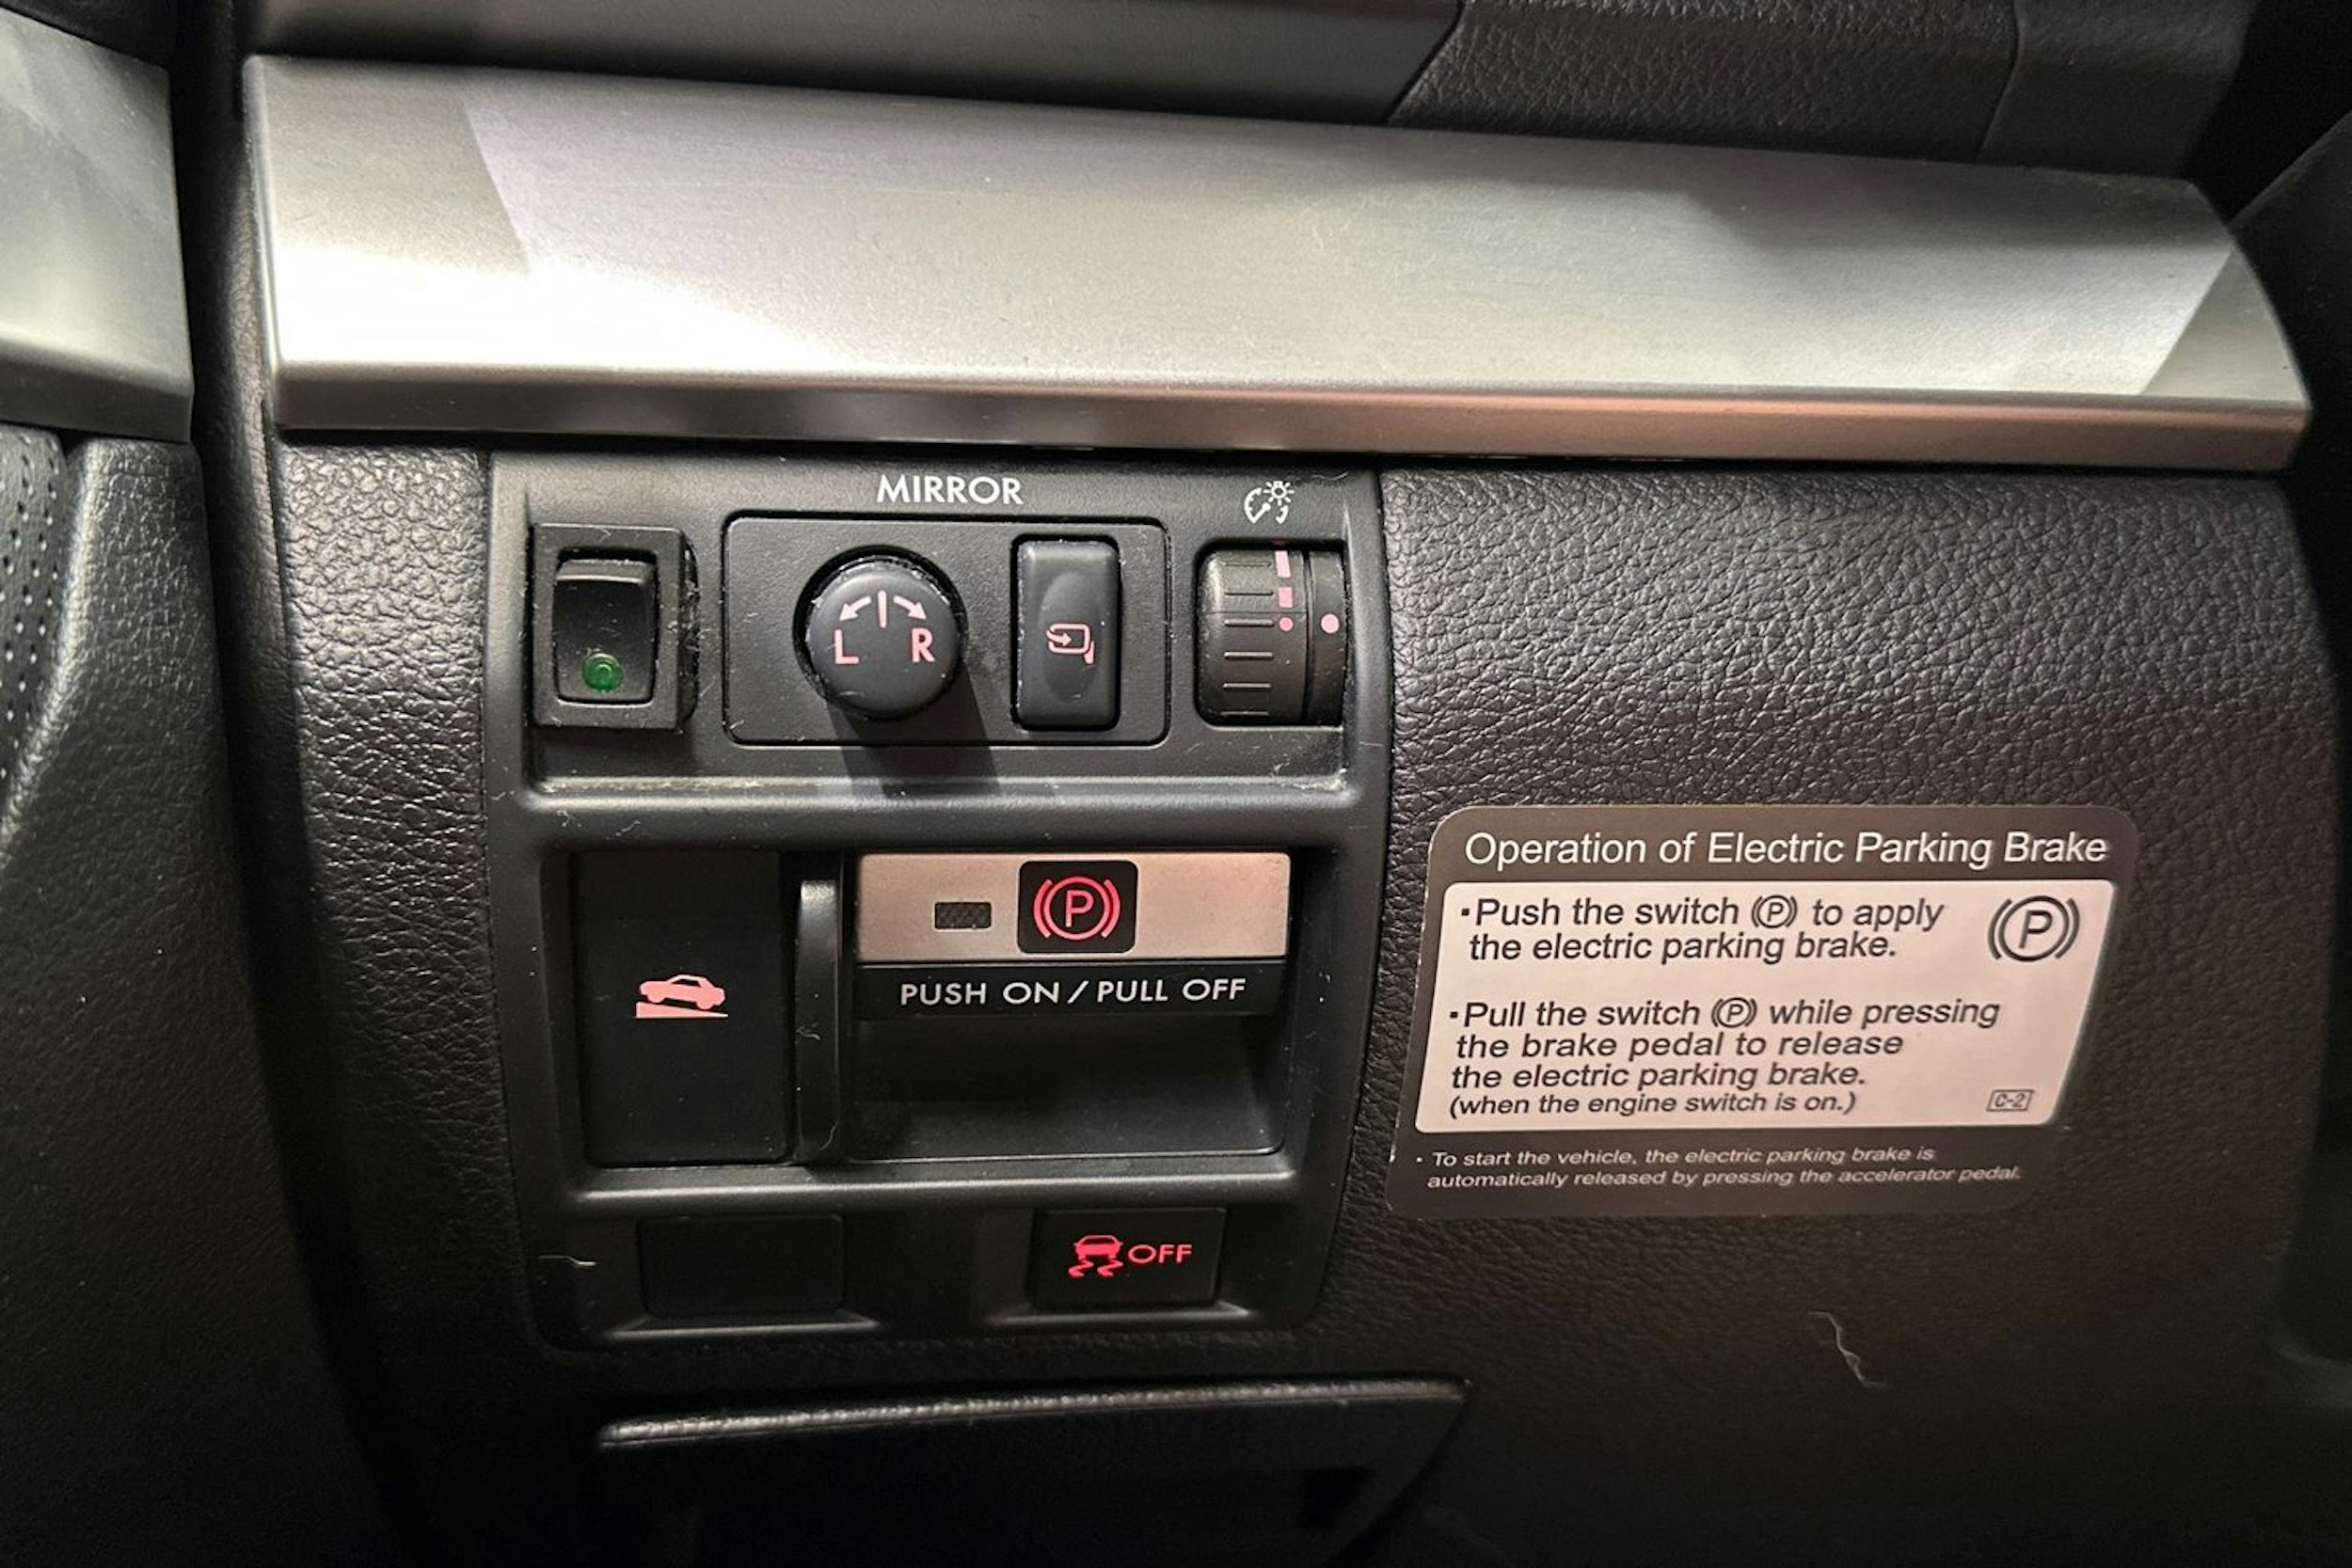 MIRROR
L R
P
PUSH ON / PULL OFF
OFF
Operation of Electric Parking Brake
・Push the switch (P) to apply
the electric parking brake.
(P)
・Pull the switch (P) while pressing
the brake pedal to release
the electric parking brake.
(when the engine switch is on.)
C-2
・To start the vehicle, the electric parking brake is
automatically released by pressing the accelerator pedal.